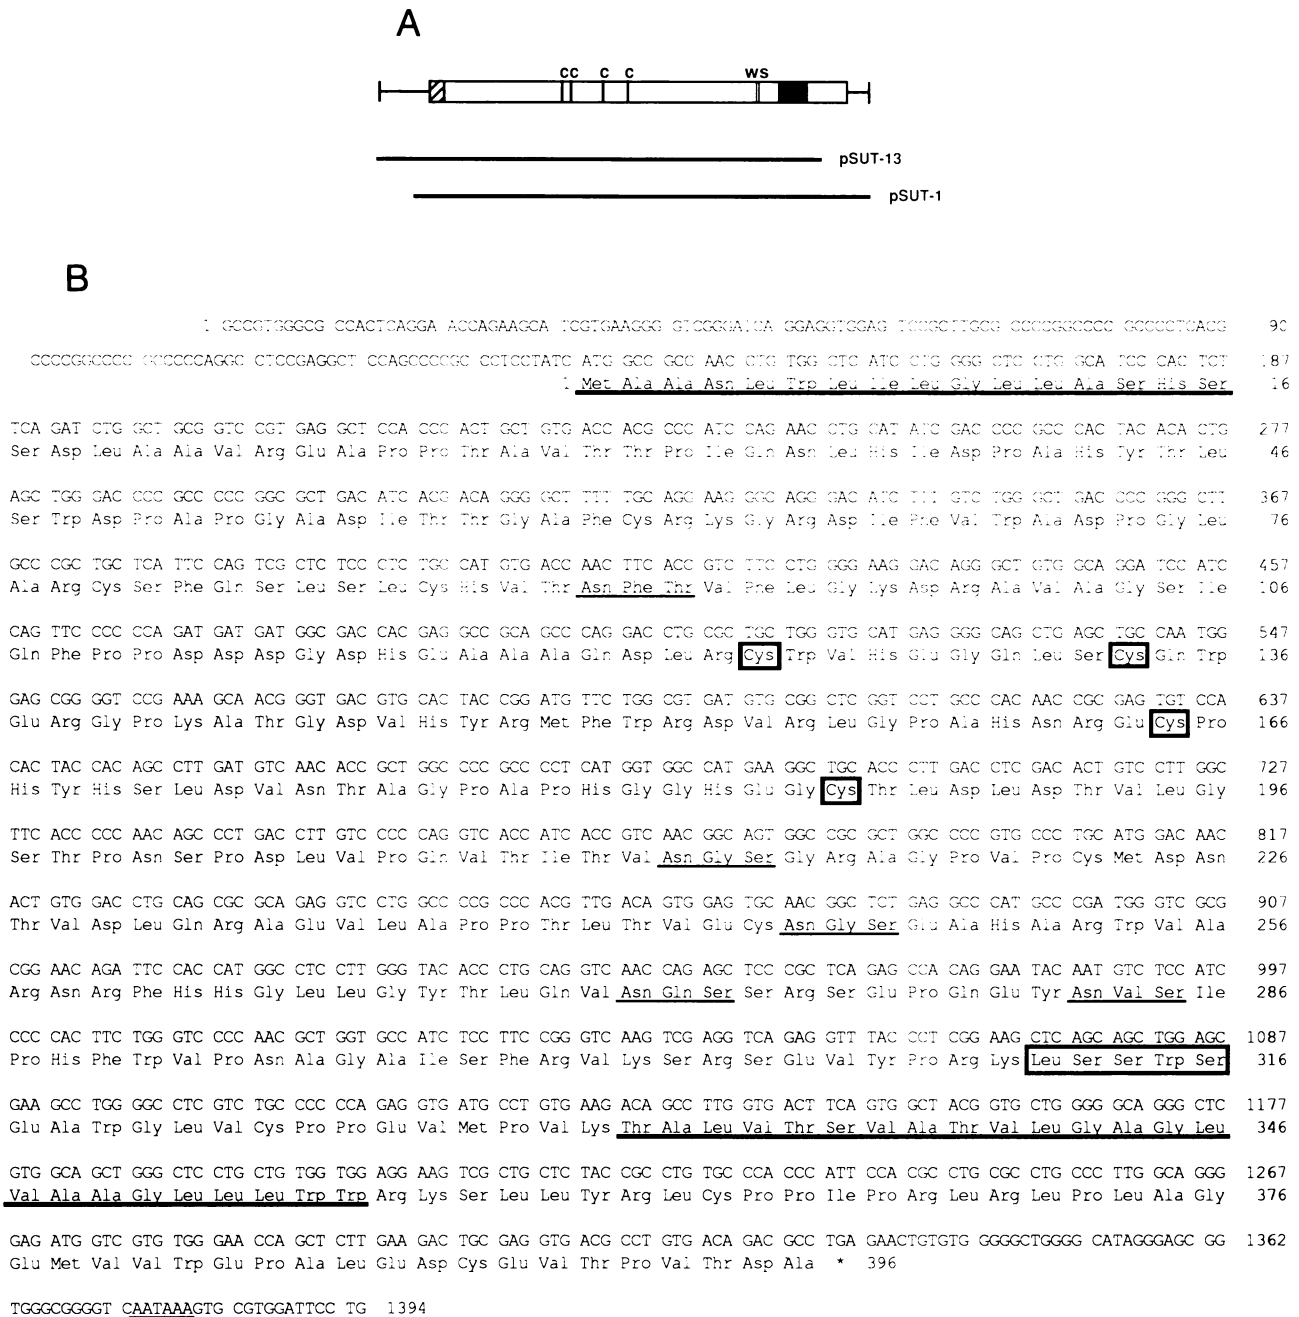 A
CC C C WS
pSUT-13
pSUT-1
B
1 GCCGTGGGCG CCACTCAGGA ACCAGAAGCA TCGTGAAGGG GTCGGGATCA GGAGGTGGAG TCCGCTTGCG GCCCGGCCCC GCCCCTCACG 90
CCCCGGCCCC GCCCCCAGGC CTCCGAGGCT CCAGCCCCGC CCTCCTATC ATG GCC GCC AAC CTG TGG CTC ATC CTG GGG CTC CTG GCA TCC CAC TCT 187
1 Met Ala Ala Asn Leu Trp Leu Ile Leu Gly Leu Leu Ala Ser His Ser 16
TCA GAT CTG GCT GCG GTC CGT GAG GCT CCA CCC ACT GCT GTG ACC ACG CCC ATC CAG AAC CTG CAT ATC GAC CCC GCC CAC TAC ACA CTG 277
Ser Asp Leu Ala Ala Val Arg Glu Ala Pro Pro Thr Ala Val Thr Thr Pro Ile Gln Asn Leu His Ile Asp Pro Ala His Tyr Thr Leu 46
AGC TGG GAC CCC GCC CCC GGC GCT GAC ATC ACG ACA GGG GCT TTT TGC AGG AAG GGC AGG GAC ATC TTT GTC TGG GCT GAC CCC GGG CTT 367
Ser Trp Asp Pro Ala Pro Gly Ala Asp Ile Thr Thr Gly Ala Phe Cys Arg Lys Gly Arg Asp Ile Phe Val Trp Ala Asp Pro Gly Leu 76
GCC CGC TGC TCA TTC CAG TCG CTC TCC CTC TGC CAT GTG ACC AAC TTC ACC GTC TTC CTG GGG AAG GAC AGG GCT GTG GCA GGA TCC ATC 457
Ala Arg Cys Ser Phe Gln Ser Leu Ser Leu Cys His Val Thr Asn Phe Thr Val Phe Leu Gly Lys Asp Arg Ala Val Ala Gly Ser Ile 106
CAG TTC CCC CCA GAT GAT GAT GGC GAC CAC GAG GCC GCA GCC CAG GAC CTG CGC TGC TGG GTG CAT GAG GGG CAG CTG AGC TGC CAA TGG 547
Gln Phe Pro Pro Asp Asp Asp Gly Asp His Glu Ala Ala Ala Gln Asp Leu Arg Cys Trp Val His Glu Gly Gln Leu Ser Cys Gln Trp 136
GAG CGG GGT CCG AAA GCA ACG GGT GAC GTG CAC TAC CGG ATG TTC TGG CGT GAT GTG CGG CTC GGT CCT GCC CAC AAC CGC GAG TGT CCA 637
Glu Arg Gly Pro Lys Ala Thr Gly Asp Val His Tyr Arg Met Phe Trp Arg Asp Val Arg Leu Gly Pro Ala His Asn Arg Glu Cys Pro 166
CAC TAC CAC AGC CTT GAT GTC AAC ACC GCT GGC CCC GCC CCT CAT GGT GGC CAT GAA GGC TGC ACC CTT GAC CTC GAC ACT GTC CTT GGC 727
His Tyr His Ser Leu Asp Val Asn Thr Ala Gly Pro Ala Pro His Gly Gly His Glu Gly Cys Thr Leu Asp Leu Asp Thr Val Leu Gly 196
TTC ACC CCC AAC AGC CCT GAC CTT GTC CCC CAG GTC ACC ATC ACC GTC AAC GGC AGT GGC CGC GCT GGC CCC GTG CCC TGC ATG GAC AAC 817
Ser Thr Pro Asn Ser Pro Asp Leu Val Pro Gln Val Thr Ile Thr Val Asn Gly Ser Gly Arg Ala Gly Pro Val Pro Cys Met Asp Asn 226
ACT GTG GAC CTG CAG CGC GCA GAG GTC CTG GCC CCG CCC ACG TTG ACA GTG GAG TGC AAC GGC TCT GAG GCC CAT GCC CGA TGG GTC GCG 907
Thr Val Asp Leu Gln Arg Ala Glu Val Leu Ala Pro Pro Thr Leu Thr Val Glu Cys Asn Gly Ser Glu Ala His Ala Arg Trp Val Ala 256
CGG AAC AGA TTC CAC CAT GGC CTC CTT GGG TAC ACC CTG CAG GTC AAC CAG AGC TCC CGC TCA GAG CCA CAG GAA TAC AAT GTC TCC ATC 997
Arg Asn Arg Phe His His Gly Leu Leu Gly Tyr Thr Leu Gln Val Asn Gln Ser Ser Arg Ser Glu Pro Gln Glu Tyr Asn Val Ser Ile 286
CCC CAC TTC TGG GTC CCC AAC GCT GGT GCC ATC TCC TTC CGG GTC AAG TCG AGG TCA GAG GTT TAC CCT CGG AAG CTC AGC AGC TGG AGC 1087
Pro His Phe Trp Val Pro Asn Ala Gly Ala Ile Ser Phe Arg Val Lys Ser Arg Ser Glu Val Tyr Pro Arg Lys Leu Ser Ser Trp Ser 316
GAA GCC TGG GGC CTC GTC TGC CCC CCA GAG GTG ATG CCT GTG AAG ACA GCC TTG GTG ACT TCA GTG GCT ACG GTG CTG GGG GCA GGG CTC 1177
Glu Ala Trp Gly Leu Val Cys Pro Pro Glu Val Met Pro Val Lys Thr Ala Leu Val Thr Ser Val Ala Thr Val Leu Gly Ala Gly Leu 346
GTG GCA GCT GGG CTC CTG CTG TGG TGG AGG AAG TCG CTG CTC TAC CGC CTG TGC CCA CCC ATT CCA CGC CTG CGC CTG CCC TTG GCA GGG 1267
Val Ala Ala Gly Leu Leu Leu Trp Trp Arg Lys Ser Leu Leu Tyr Arg Leu Cys Pro Pro Ile Pro Arg Leu Arg Leu Pro Leu Ala Gly 376
GAG ATG GTC GTG TGG GAA CCA GCT CTT GAA GAC TGC GAG GTG ACG CCT GTG ACA GAC GCC TGA GAACTGTGTG GGGGCTGGGG CATAGGGAGC GG 1362
Glu Met Val Val Trp Glu Pro Ala Leu Glu Asp Cys Glu Val Thr Pro Val Thr Asp Ala * 396
TGGGCGGGGT CAATAAAGTG CGTGGATTCC TG 1394